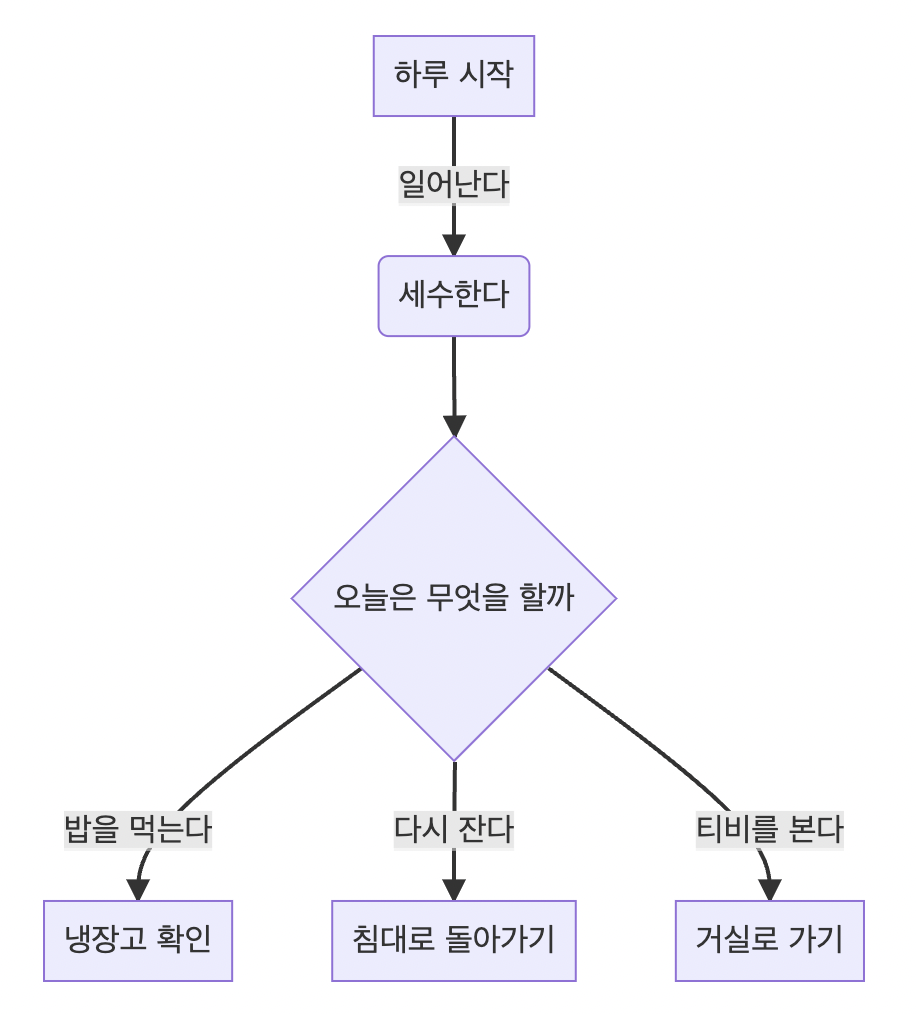 하루 시작
일어난다
세수한다
오늘은 무엇을 할까
밥을 먹는다
다시 잔다
티비를 본다
냉장고 확인
침대로 돌아가기
거실로 가기